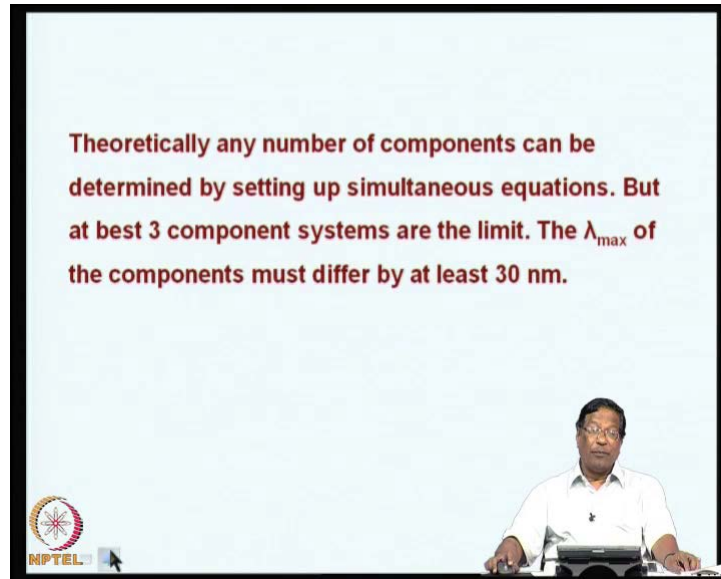 Theoretically any number of components can be
determined by setting up simultaneous equations. But
at best 3 component systems are the limit. The λmax of
the components must differ by at least 30 nm.
NPTEL